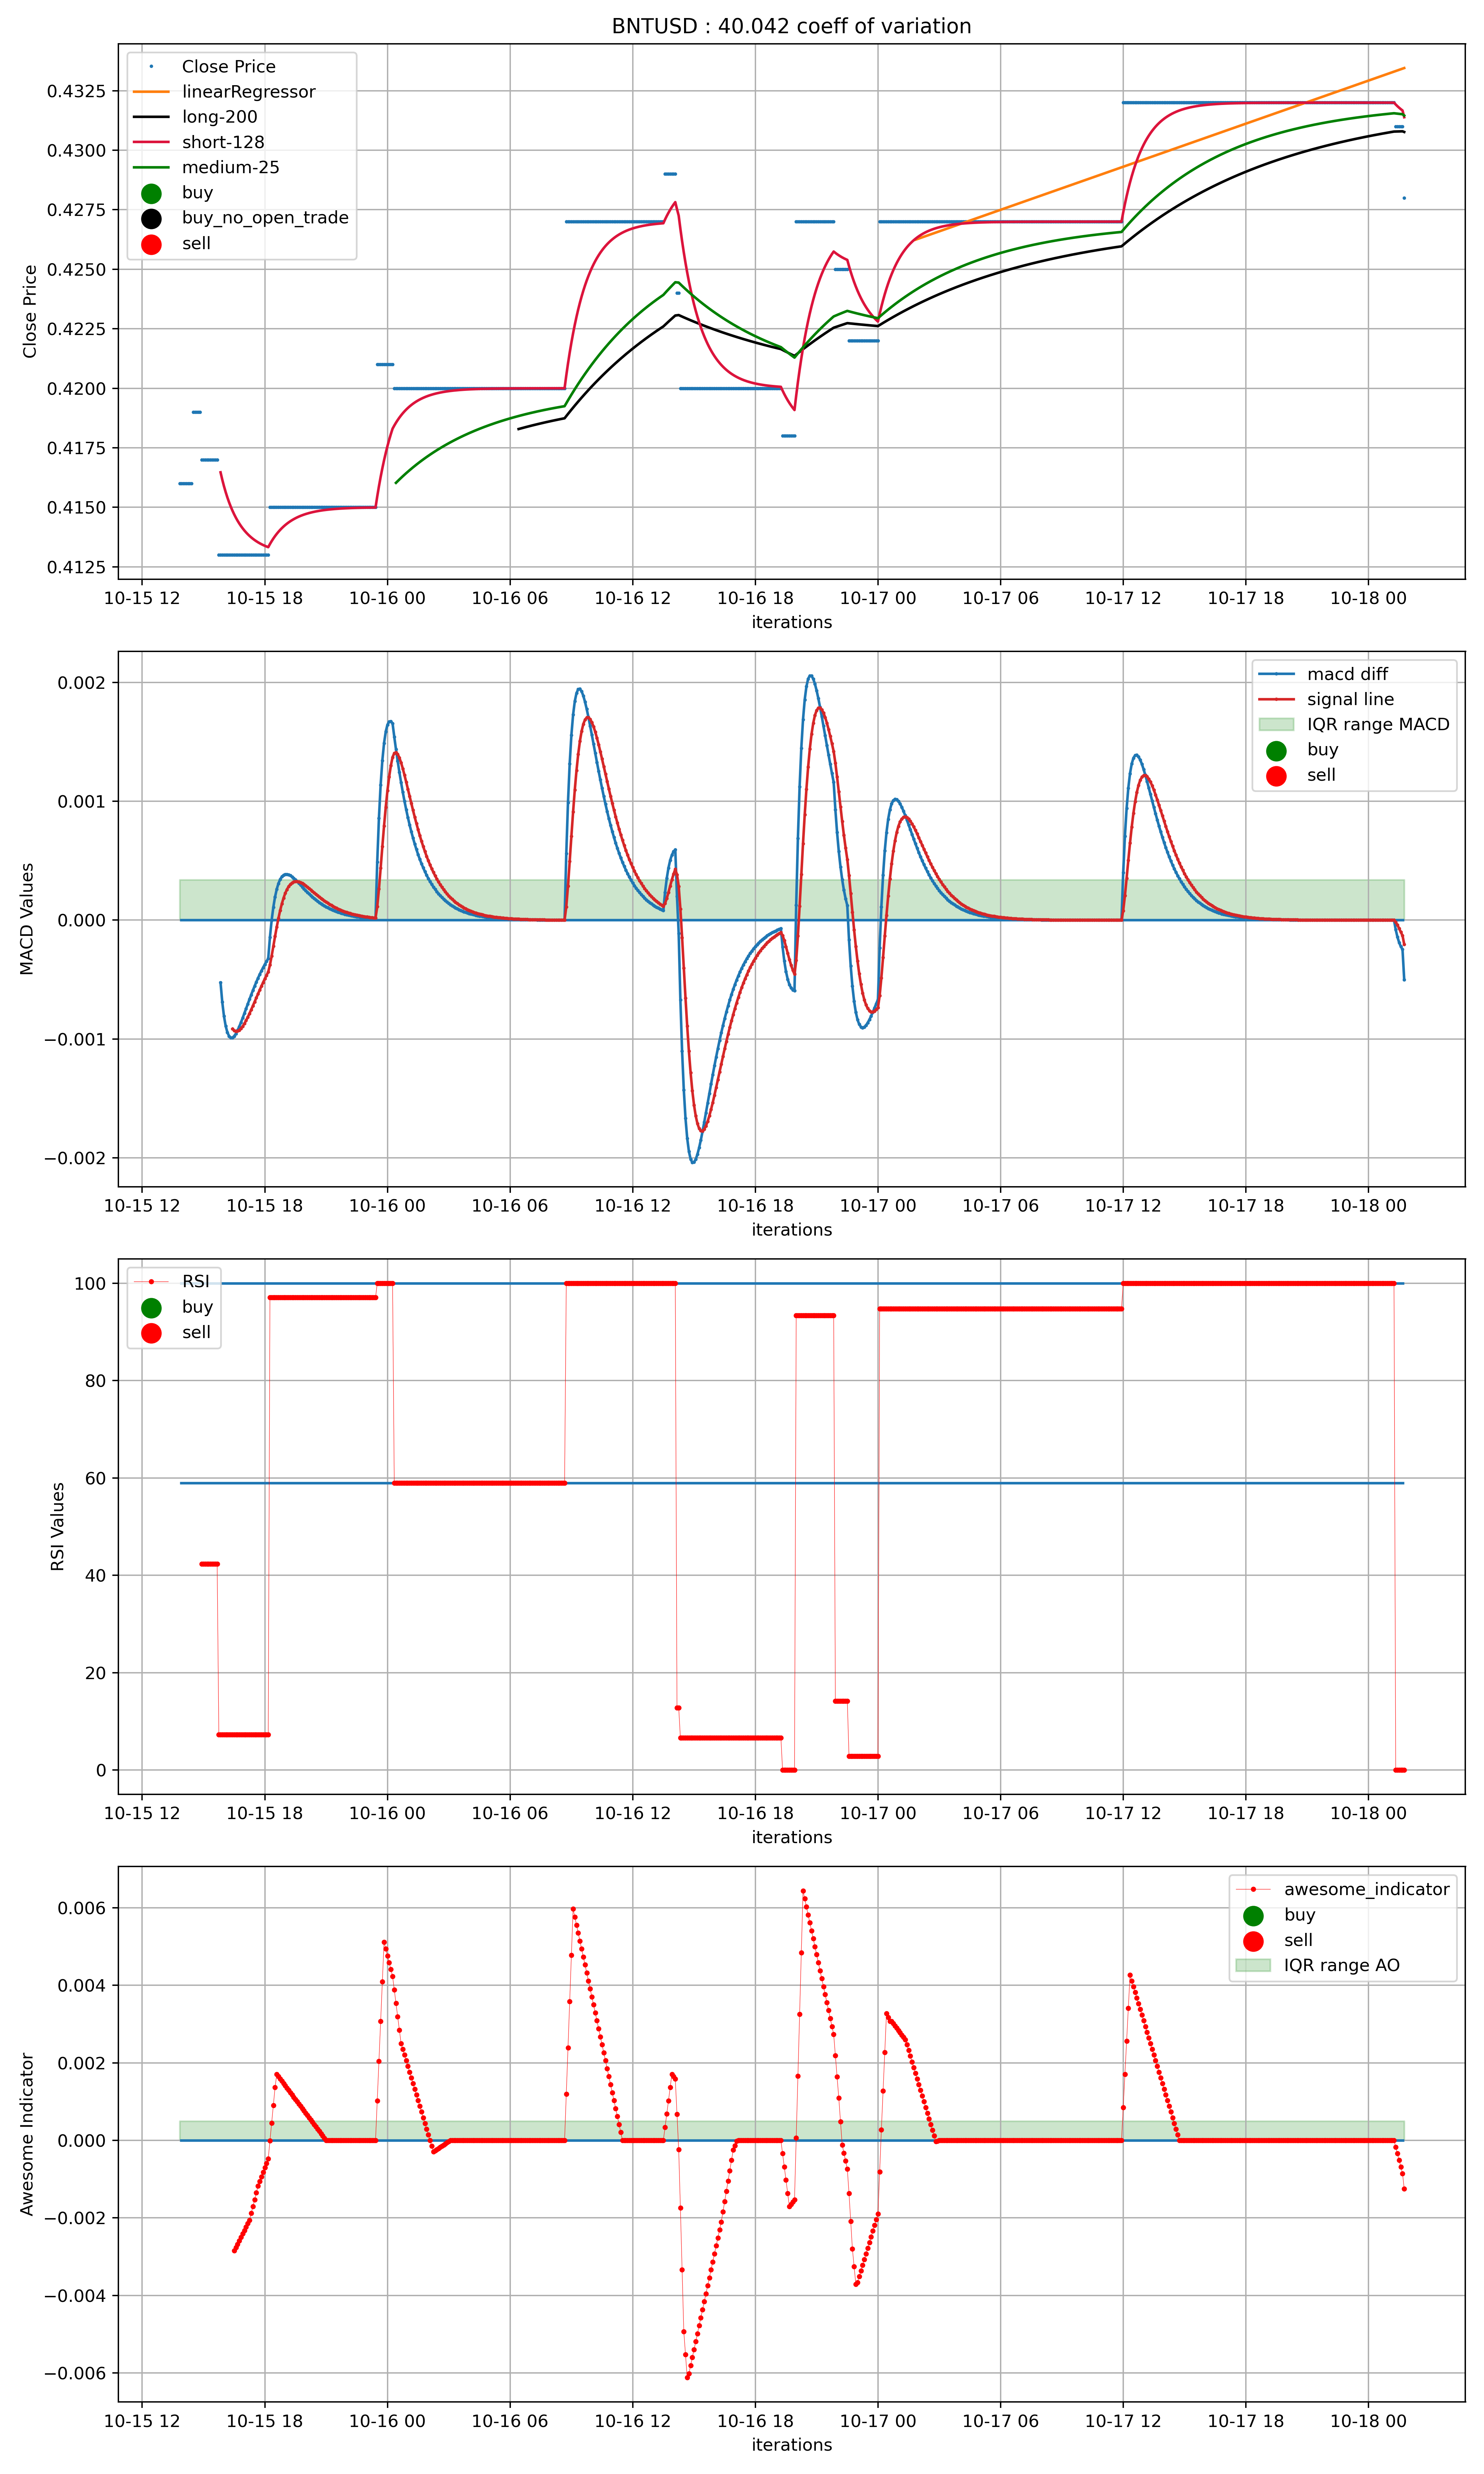 BNTUSD : 40.042 coeff of variation
Close Price
linearRegressor
long-200
short-128
medium-25
buy
buy_no_open_trade
sell
0.4325
0.4300
0.4275
0.4250
0.4225
0.4200
0.4175
0.4150
0.4125
Close Price
10-15 12 10-15 18 10-16 00 10-16 06 10-16 12 10-16 18 10-17 00 10-17 06 10-17 12 10-17 18 10-18 00
iterations
macd diff
signal line
IQR range MACD
buy
sell
0.002
0.001
0.000
−0.001
−0.002
MACD Values
10-15 12 10-15 18 10-16 00 10-16 06 10-16 12 10-16 18 10-17 00 10-17 06 10-17 12 10-17 18 10-18 00
iterations
RSI
buy
sell
100
80
60
40
20
0
RSI Values
10-15 12 10-15 18 10-16 00 10-16 06 10-16 12 10-16 18 10-17 00 10-17 06 10-17 12 10-17 18 10-18 00
iterations
awesome_indicator
buy
sell
IQR range AO
0.006
0.004
0.002
0.000
−0.002
−0.004
−0.006
Awesome Indicator
10-15 12 10-15 18 10-16 00 10-16 06 10-16 12 10-16 18 10-17 00 10-17 06 10-17 12 10-17 18 10-18 00
iterations